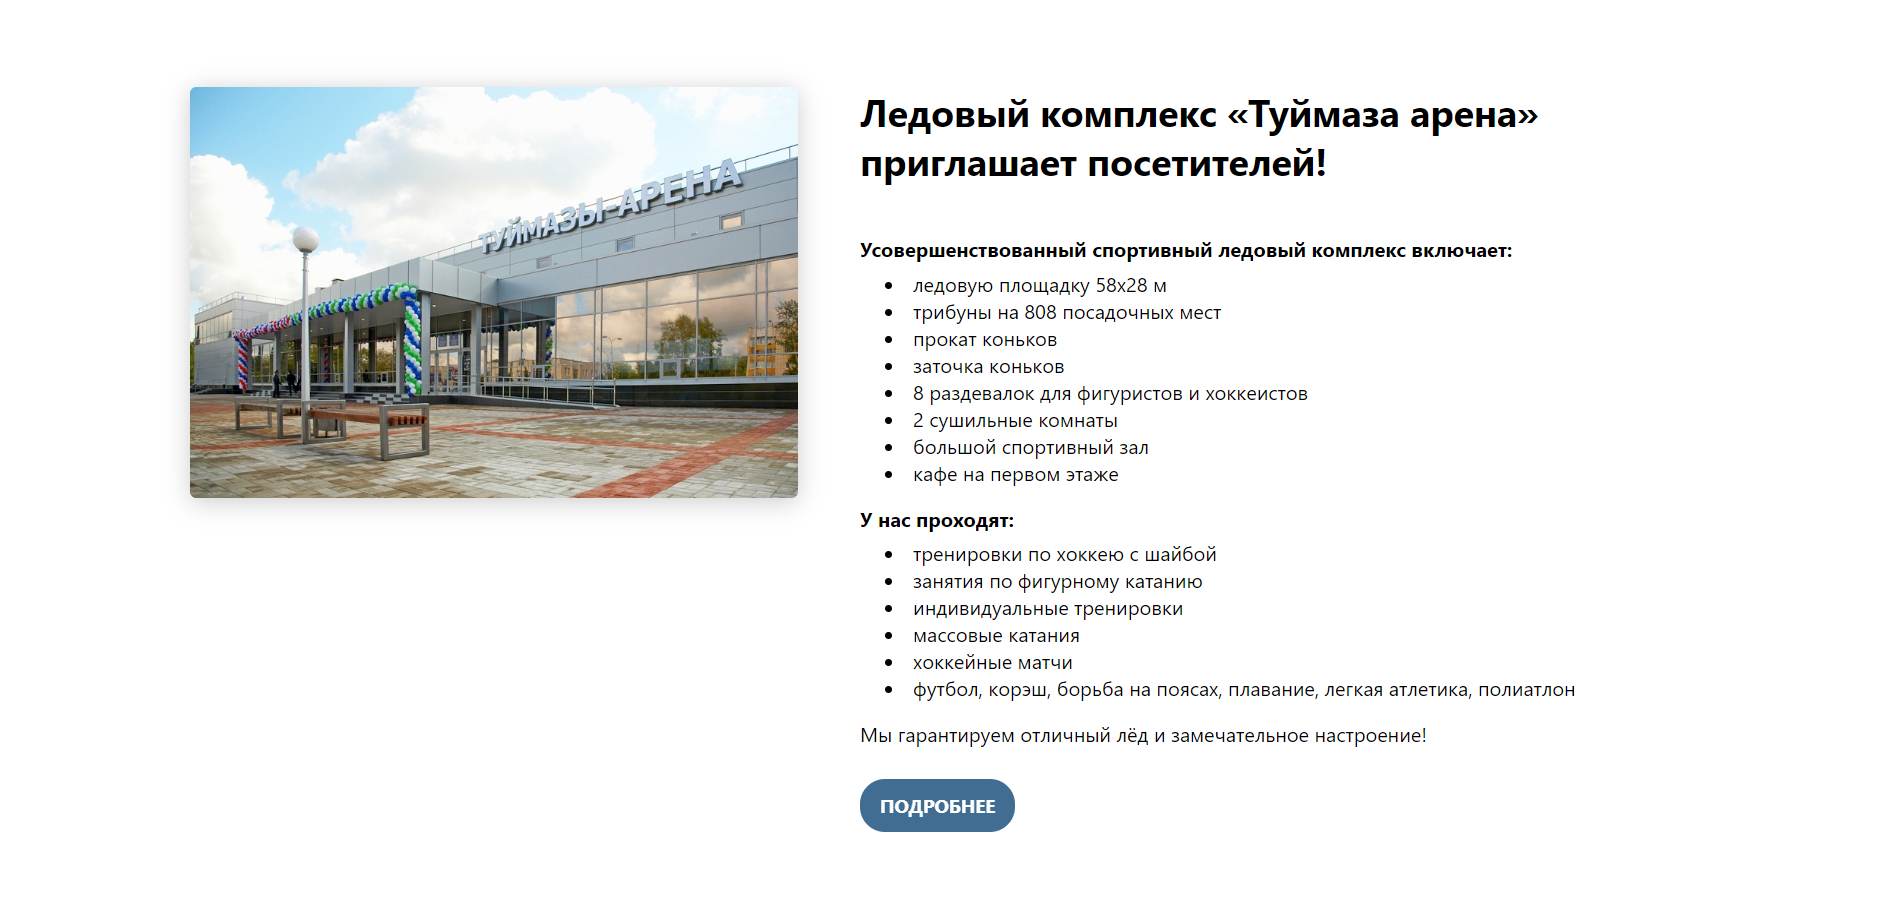 ТУЙМАЗЫ-АРЕНА
Ледовый комплекс «Туймаза арена»
приглашает посетителей!
Усовершенствованный спортивный ледовый комплекс включает:
• ледовую площадку 58х28 м
• трибуны на 808 посадочных мест
• прокат коньков
• заточка коньков
• 8 раздевалок для фигуристов и хоккеистов
• 2 сушильные комнаты
• большой спортивный зал
• кафе на первом этаже
У нас проходят:
• тренировки по хоккею с шайбой
• занятия по фигурному катанию
• индивидуальные тренировки
• массовые катания
• хоккейные матчи
• футбол, корэш, борьба на поясах, плавание, легкая атлетика, полиатлон
Мы гарантируем отличный лёд и замечательное настроение!
ПОДРОБНЕЕ